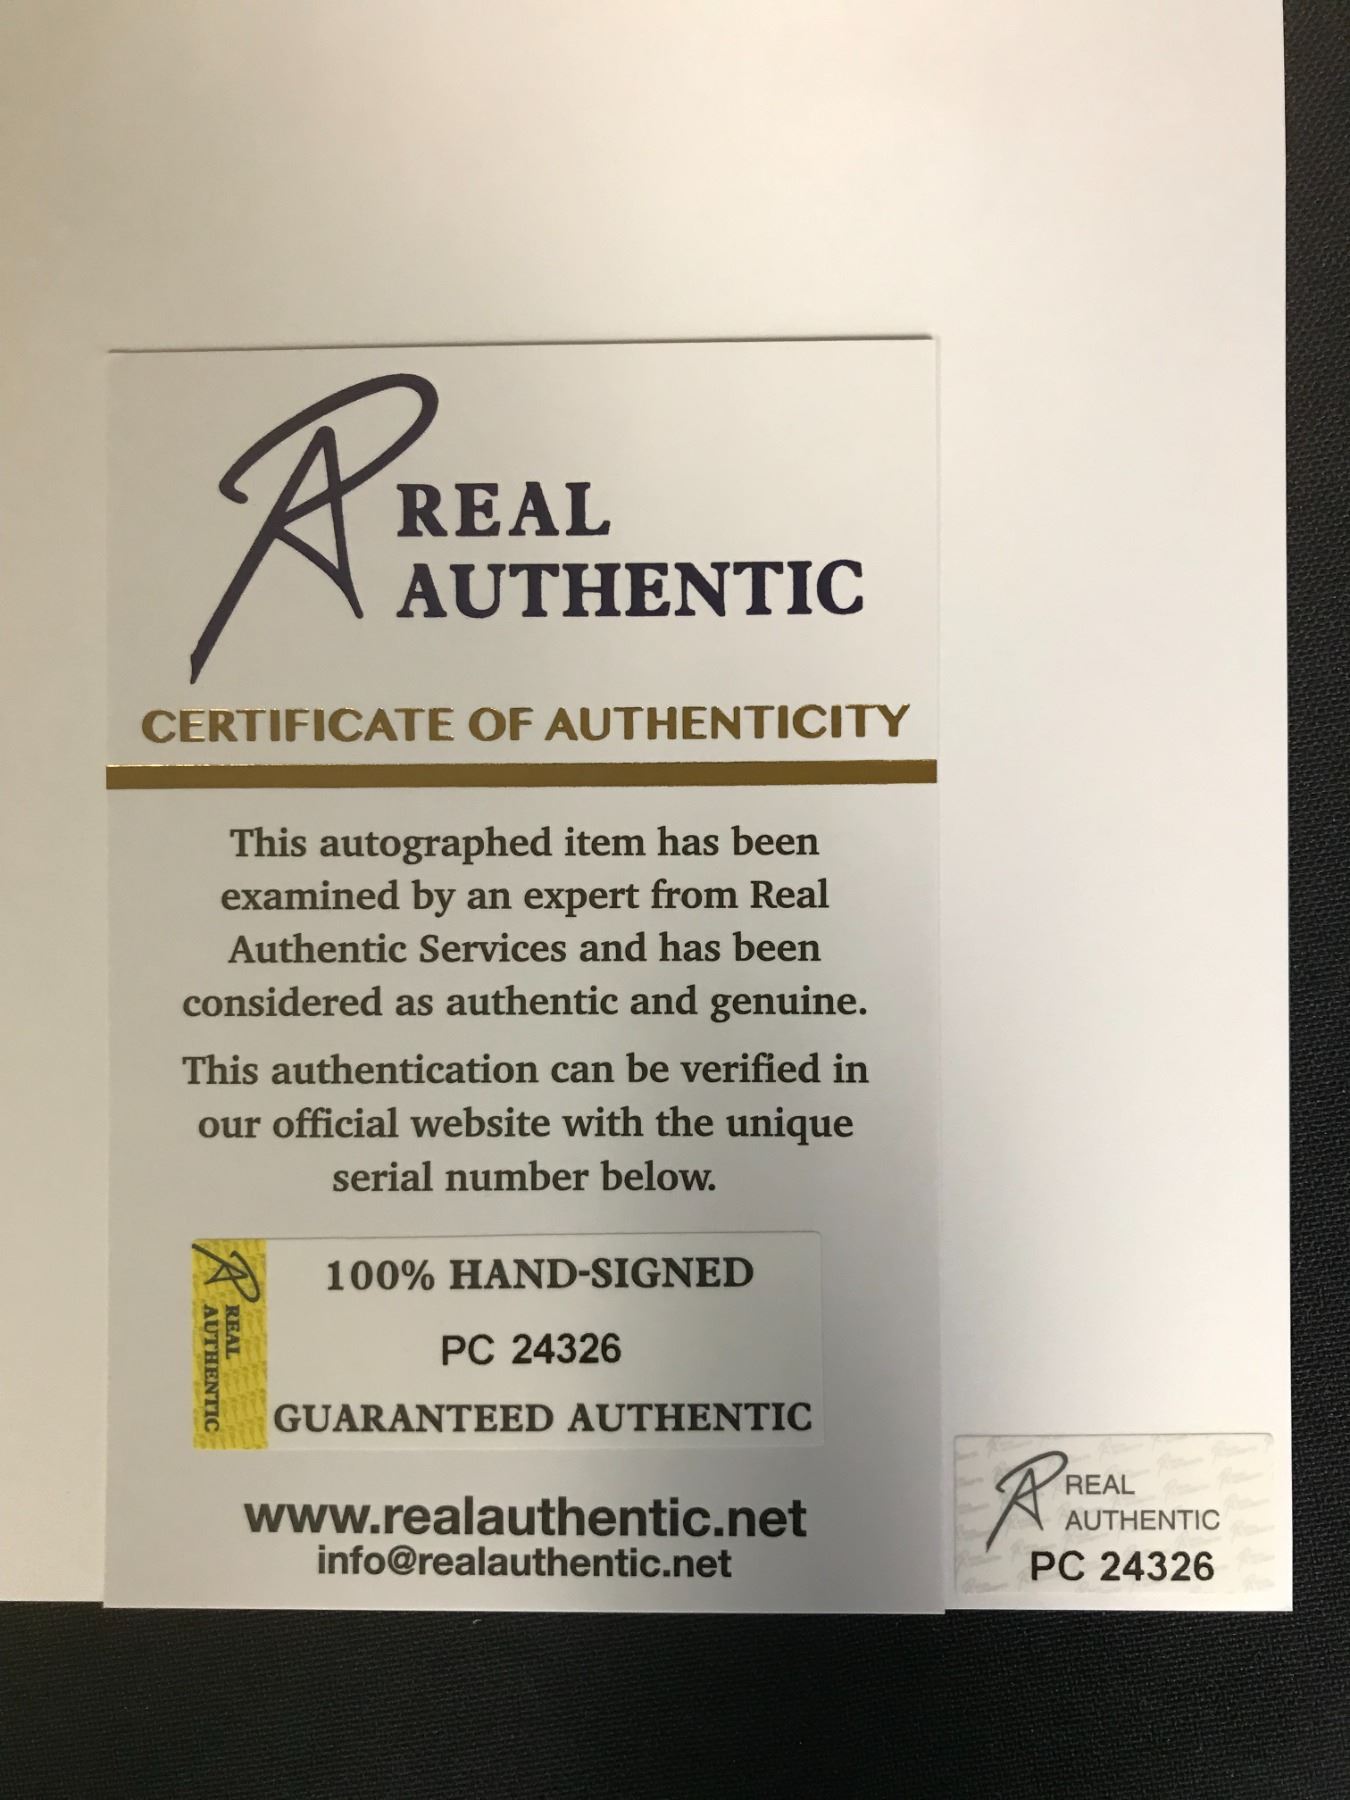 REAL
AUTHENTIC
CERTIFICATE OF AUTHENTICITY
This autographed item has been
examined by an expert from Real
Authentic Services and has been
considered as authentic and genuine.
This authentication can be verified in
our official website with the unique
serial number below.
REAL
AUTHENTIC
100% HAND-SIGNED
PC 24326
GUARANTEED AUTHENTIC
www.realauthentic.net
info@realauthentic.net
REAL
AUTHENTIC
PC 24326